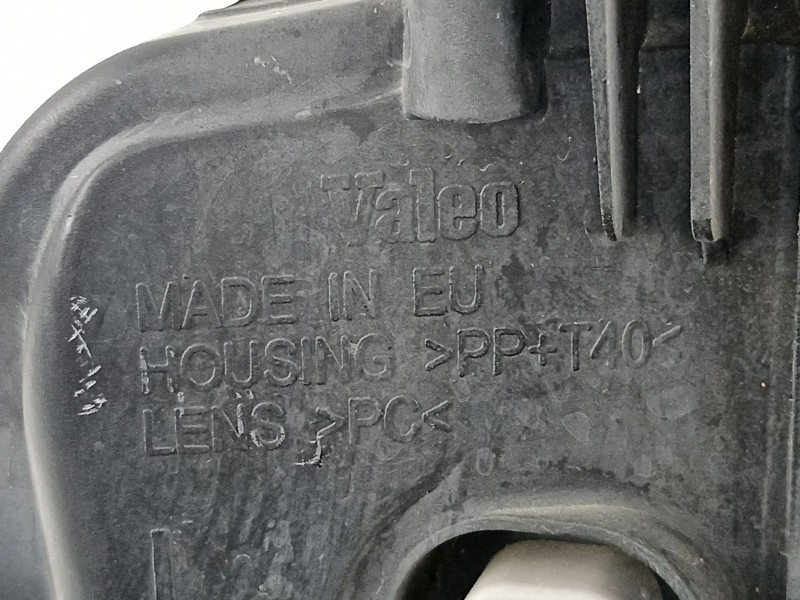 Valeo
MADE IN EU
HOUSING >PP+T40<
LENS >PC<